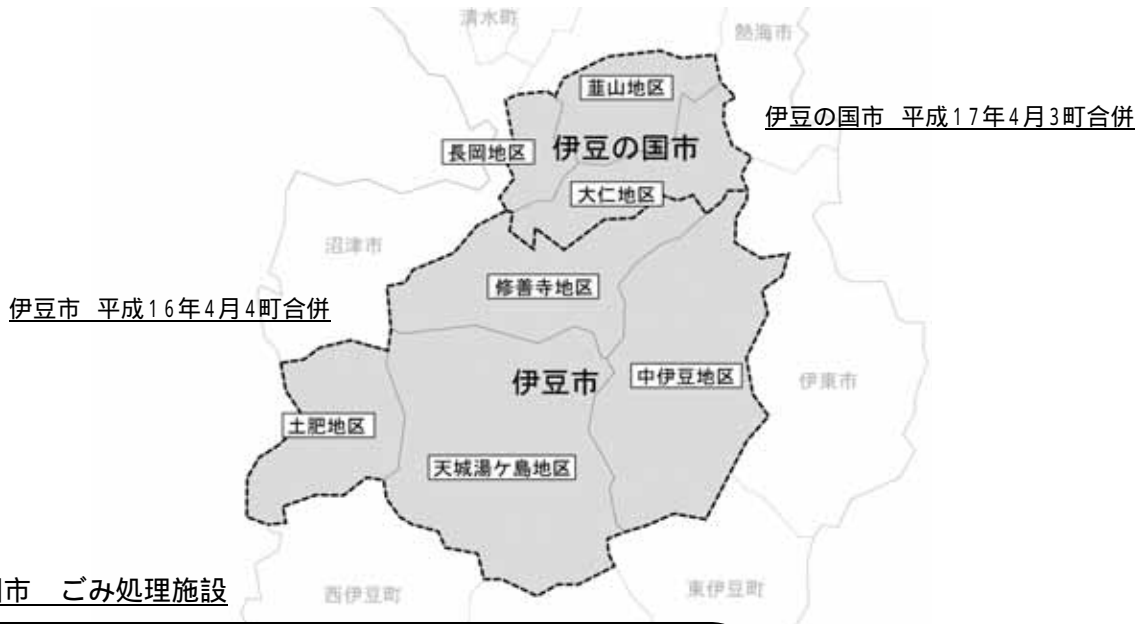 清水町
熱海市
韮山地区
伊豆の国市 平成17年4月3町合併
長岡地区
伊豆の国市
大仁地区
沼津市
修善寺地区
伊豆市 平成16年4月4町合併
伊豆市
中伊豆地区
伊東市
土肥地区
天城湯ケ島地区
市 ごみ処理施設
西伊豆町
東伊豆町